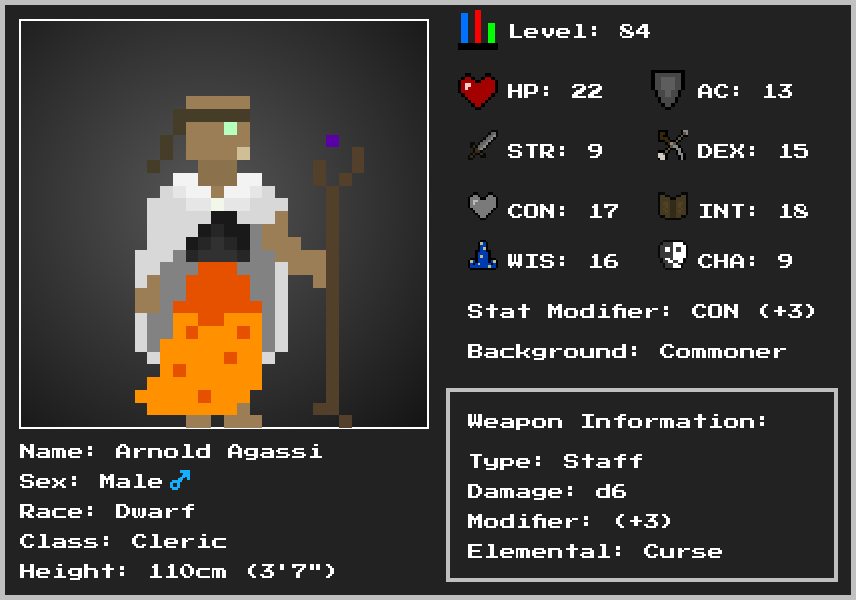 Level: 84
HP: 22 AC: 13
STR: 9 DEX: 15
CON: 17 INT: 18
WIS: 16 CHA: 9
Stat Modifier: CON (+3)
Background: Commoner
Weapon Information:
Type: Staff
Damage: d6
Modifier: (+3)
Elemental: Curse
Name: Arnold Agassi
Sex: Male ♂
Race: Dwarf
Class: Cleric
Height: 110cm (3'7")